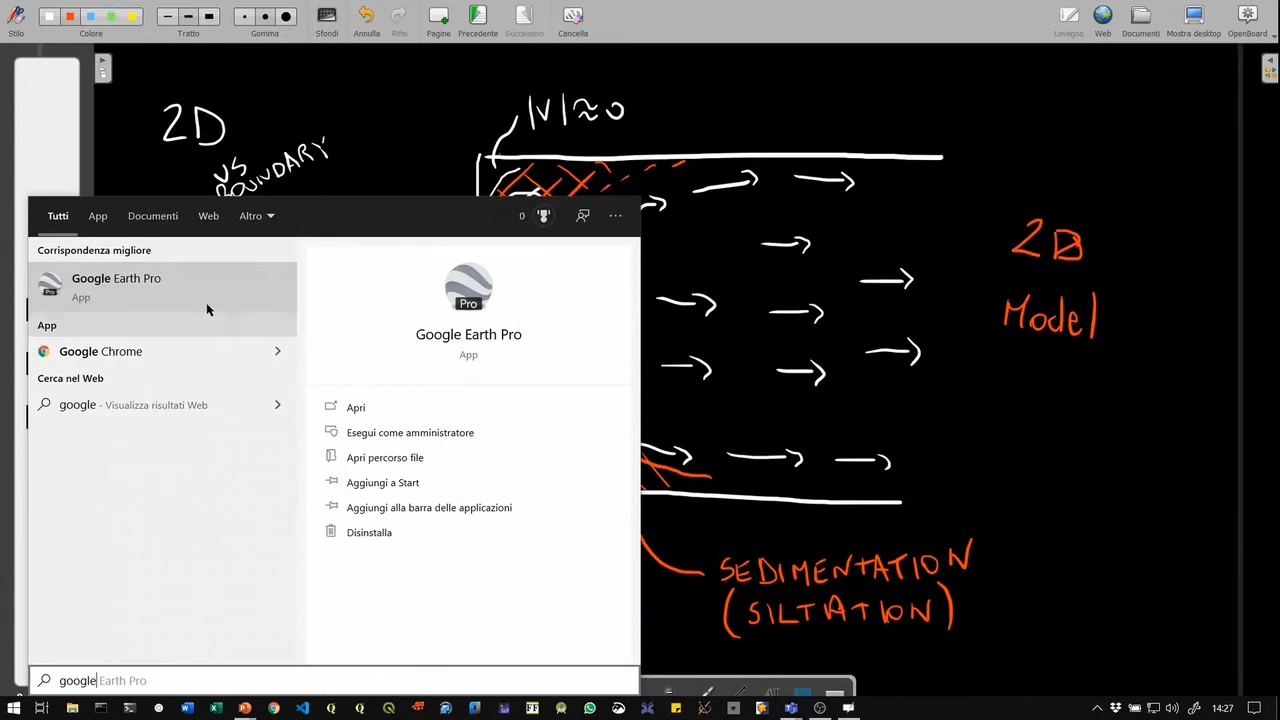 Stilo
Colore
Tratto
Gomma
Sfondi
Annulla
Rifai
Pagine
Precedente
Successivo
Cancella
Lavagna
Web
Documenti
Mostra desktop
OpenBoard
2D
VS
BOUNDARY
|V|≈0
2D
Model
SEDIMENTATION
(SILTATION)
Tutti
App
Documenti
Web
Altro
0
Corrispondenza migliore
Google Earth Pro
App
App
Google Chrome
Cerca nel Web
google - Visualizza risultati Web
Pro
Google Earth Pro
App
Apri
Esegui come amministratore
Apri percorso file
Aggiungi a Start
Aggiungi alla barra delle applicazioni
Disinstalla
google Earth Pro
14:27